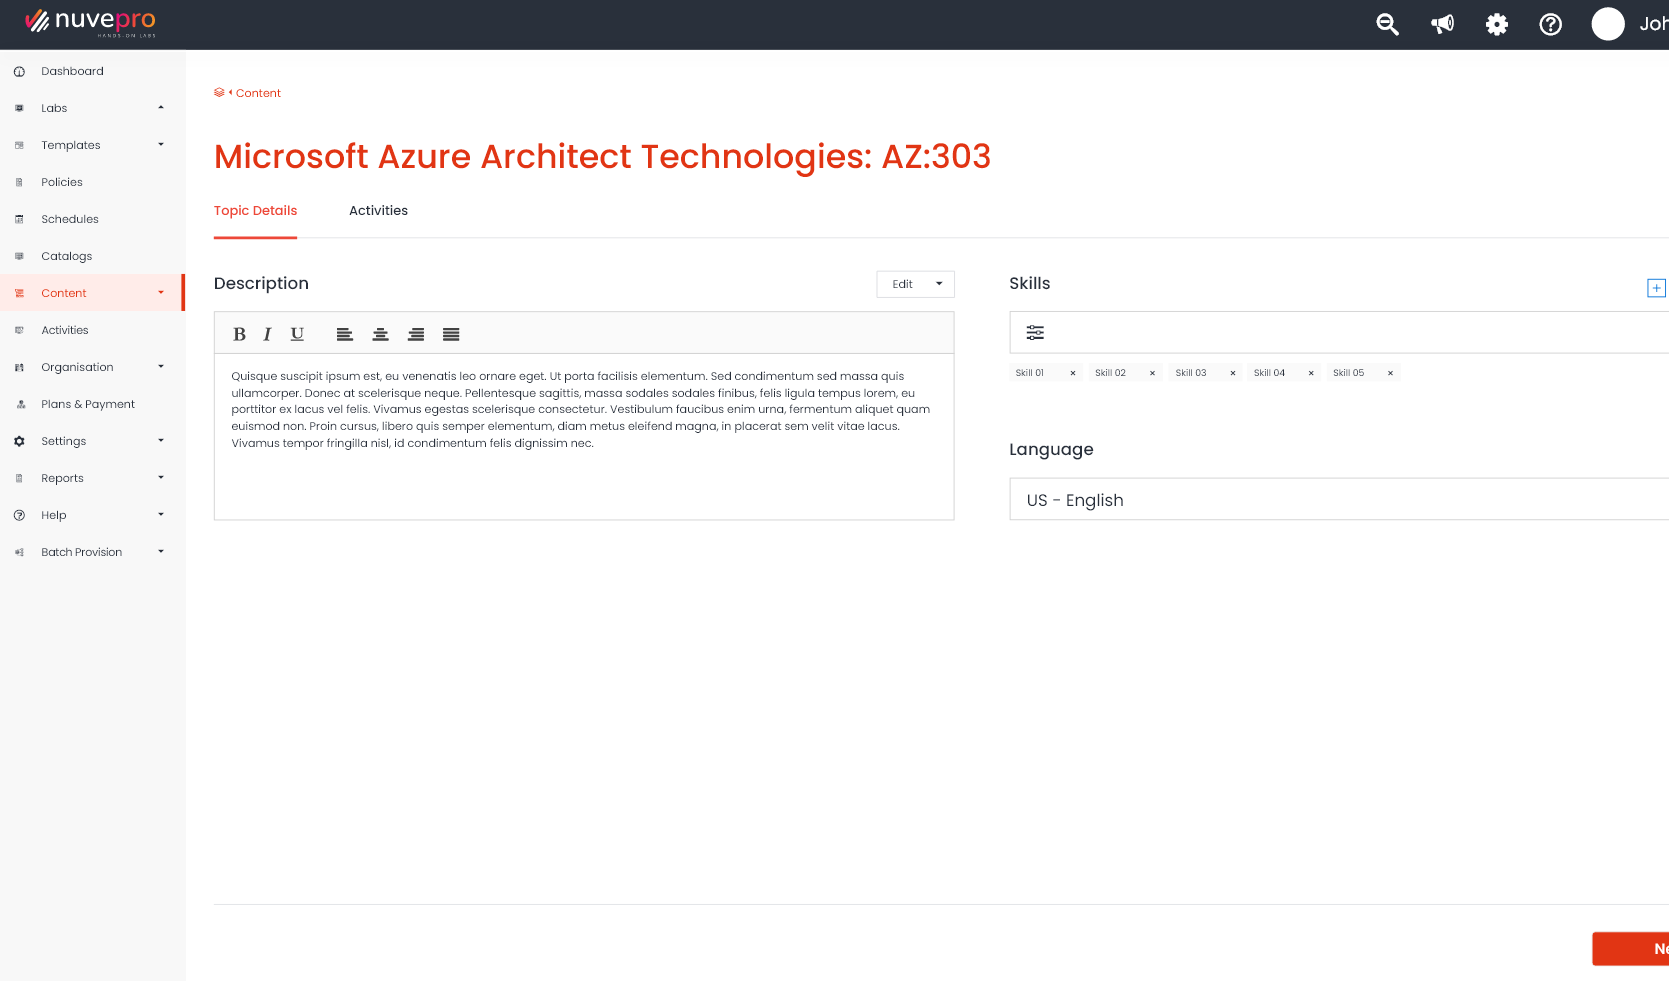 nuvepro
HANDS-ON LABS
Joh
Dashboard
Labs
Templates
Policies
Schedules
Catalogs
Content
Activities
Organisation
Plans & Payment
Settings
Reports
Help
Batch Provision
Content
Microsoft Azure Architect Technologies: AZ:303
Topic Details
Activities
Description
Edit
B I U
Quisque suscipit ipsum est, eu venenatis leo ornare eget. Ut porta facilisis elementum. Sed condimentum sed massa quis
ullamcorper. Donec at scelerisque neque. Pellentesque sagittis, massa sodales sodales finibus, felis ligula tempus lorem, eu
porttitor ex lacus vel felis. Vivamus egestas scelerisque consectetur. Vestibulum faucibus enim urna, fermentum aliquet quam
euismod non. Proin cursus, libero quis semper elementum, diam metus eleifend magna, in placerat sem velit vitae lacus.
Vivamus tempor fringilla nisl, id condimentum felis dignissim nec.
Skills
Skill 01 × Skill 02 × Skill 03 × Skill 04 × Skill 05 ×
Language
US - English
Ne